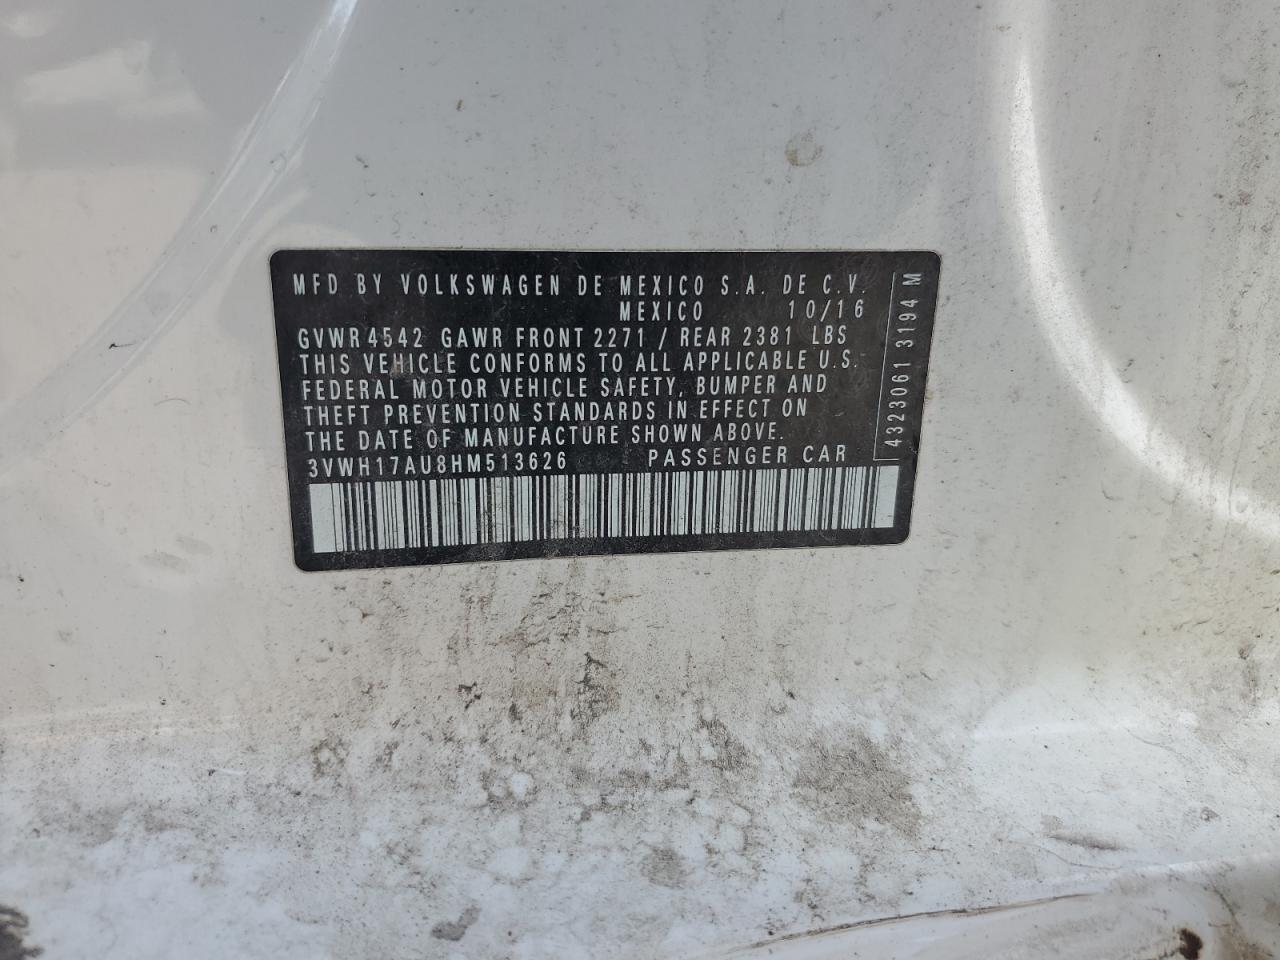 MFD BY VOLKSWAGEN DE MEXICO S.A. DE C.V.
MEXICO 10/16
GVWR 4542 GAWR FRONT 2271 / REAR 2381 LBS
THIS VEHICLE CONFORMS TO ALL APPLICABLE U.S.
FEDERAL MOTOR VEHICLE SAFETY, BUMPER AND
THEFT PREVENTION STANDARDS IN EFFECT ON
THE DATE OF MANUFACTURE SHOWN ABOVE.
3VWH17AU8HM513626 PASSENGER CAR
4323061 3194 M